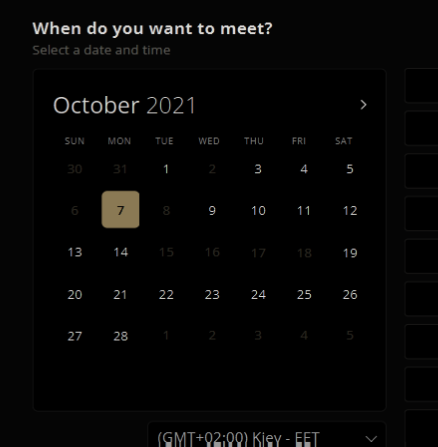 When do you want to meet?
Select a date and time
October 2021 >
SUN MON TUE WED THU FRI SAT
30 31 1 2 3 4 5
6 7 8 9 10 11 12
13 14 15 16 17 18 19
20 21 22 23 24 25 26
27 28 1 2 3 4 5
(GMT+02:00) Kiev - EET